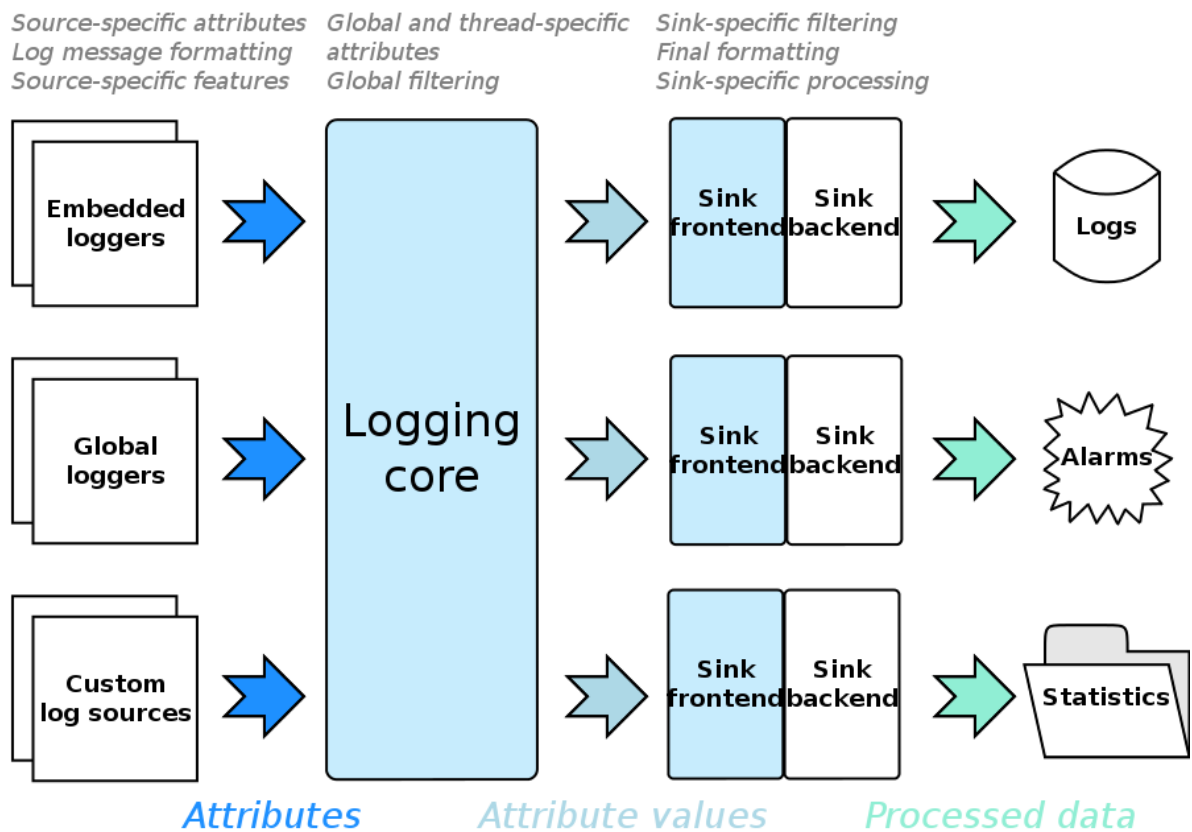 Source-specific attributes
Log message formatting
Source-specific features
Global and thread-specific
attributes
Global filtering
Sink-specific filtering
Final formatting
Sink-specific processing
Embedded
loggers
Global
loggers
Custom
log sources
Logging
core
Sink
frontend
Sink
backend
Sink
frontend
Sink
backend
Sink
frontend
Sink
backend
Logs
Alarms
Statistics
Attributes
Attribute values
Processed data